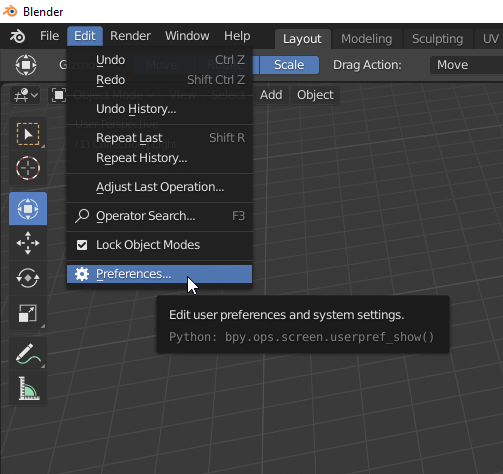 Blender
File Edit Render Window Help Layout Modeling Sculpting UV
Scale Drag Action: Move
Add Object
Undo Ctrl Z
Redo Shift Ctrl Z
Undo History...
Repeat Last Shift R
Repeat History...
Adjust Last Operation...
Operator Search... F3
Lock Object Modes
Preferences...
Edit user preferences and system settings.
Python: bpy.ops.screen.userpref_show()